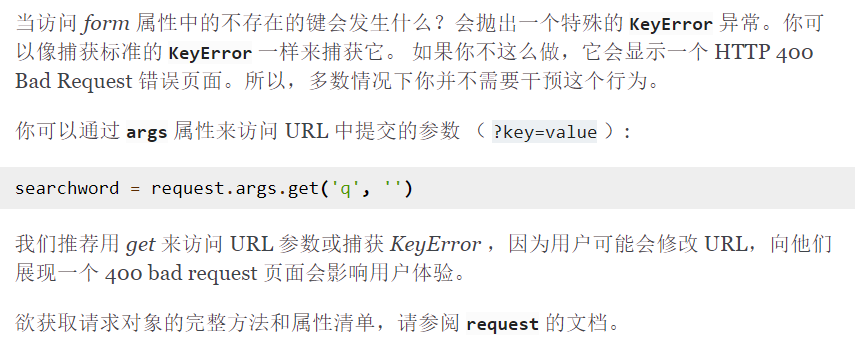 当访问 form 属性中的不存在的键会发生什么？会抛出一个特殊的 KeyError 异常。你可
以像捕获标准的 KeyError 一样来捕获它。 如果你不这么做，它会显示一个 HTTP 400
Bad Request 错误页面。所以，多数情况下你并不需要干预这个行为。
你可以通过 args 属性来访问 URL 中提交的参数 （ ?key=value ）:
searchword = request.args.get('q', '')
我们推荐用 get 来访问 URL 参数或捕获 KeyError ，因为用户可能会修改 URL，向他们
展现一个 400 bad request 页面会影响用户体验。
欲获取请求对象的完整方法和属性清单，请参阅 request 的文档。